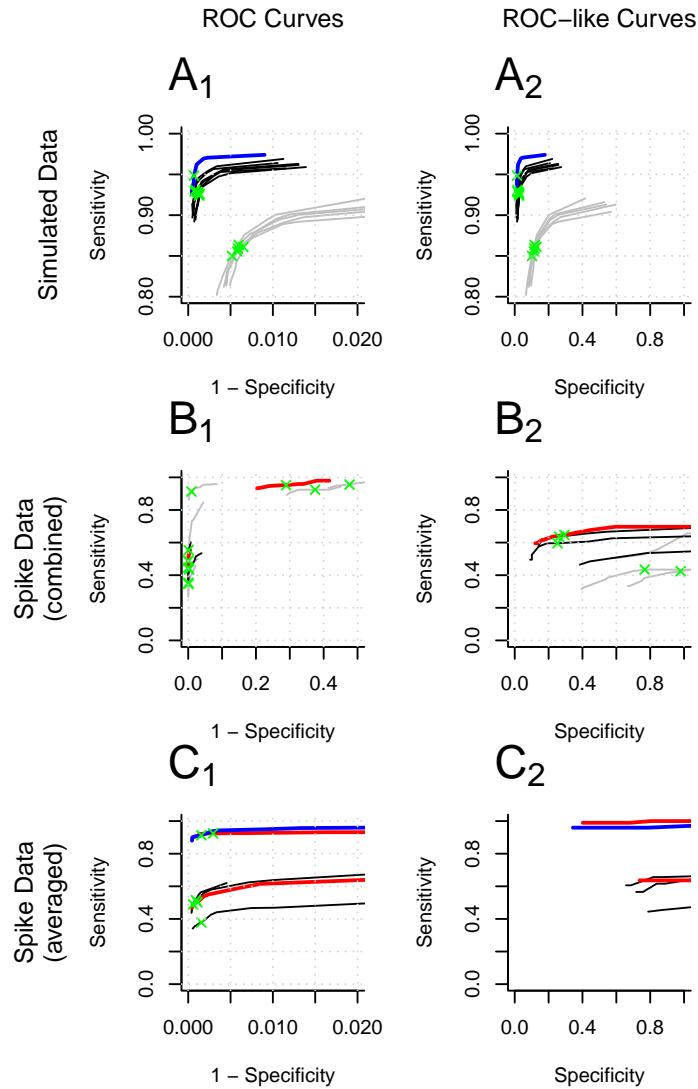 ROC Curves
ROC−like Curves
A1
A2
Simulated Data
Sensitivity
0.80 0.90 1.00
0.000 0.010 0.020
1 − Specificity
Sensitivity
0.80 0.90 1.00
0.0 0.4 0.8
Specificity
B1
B2
Spike Data
(combined)
Sensitivity
0.0 0.4 0.8
0.0 0.2 0.4
1 − Specificity
Sensitivity
0.0 0.4 0.8
0.0 0.4 0.8
Specificity
C1
C2
Spike Data
(averaged)
Sensitivity
0.0 0.4 0.8
0.000 0.010 0.020
1 − Specificity
Sensitivity
0.0 0.4 0.8
0.0 0.4 0.8
Specificity